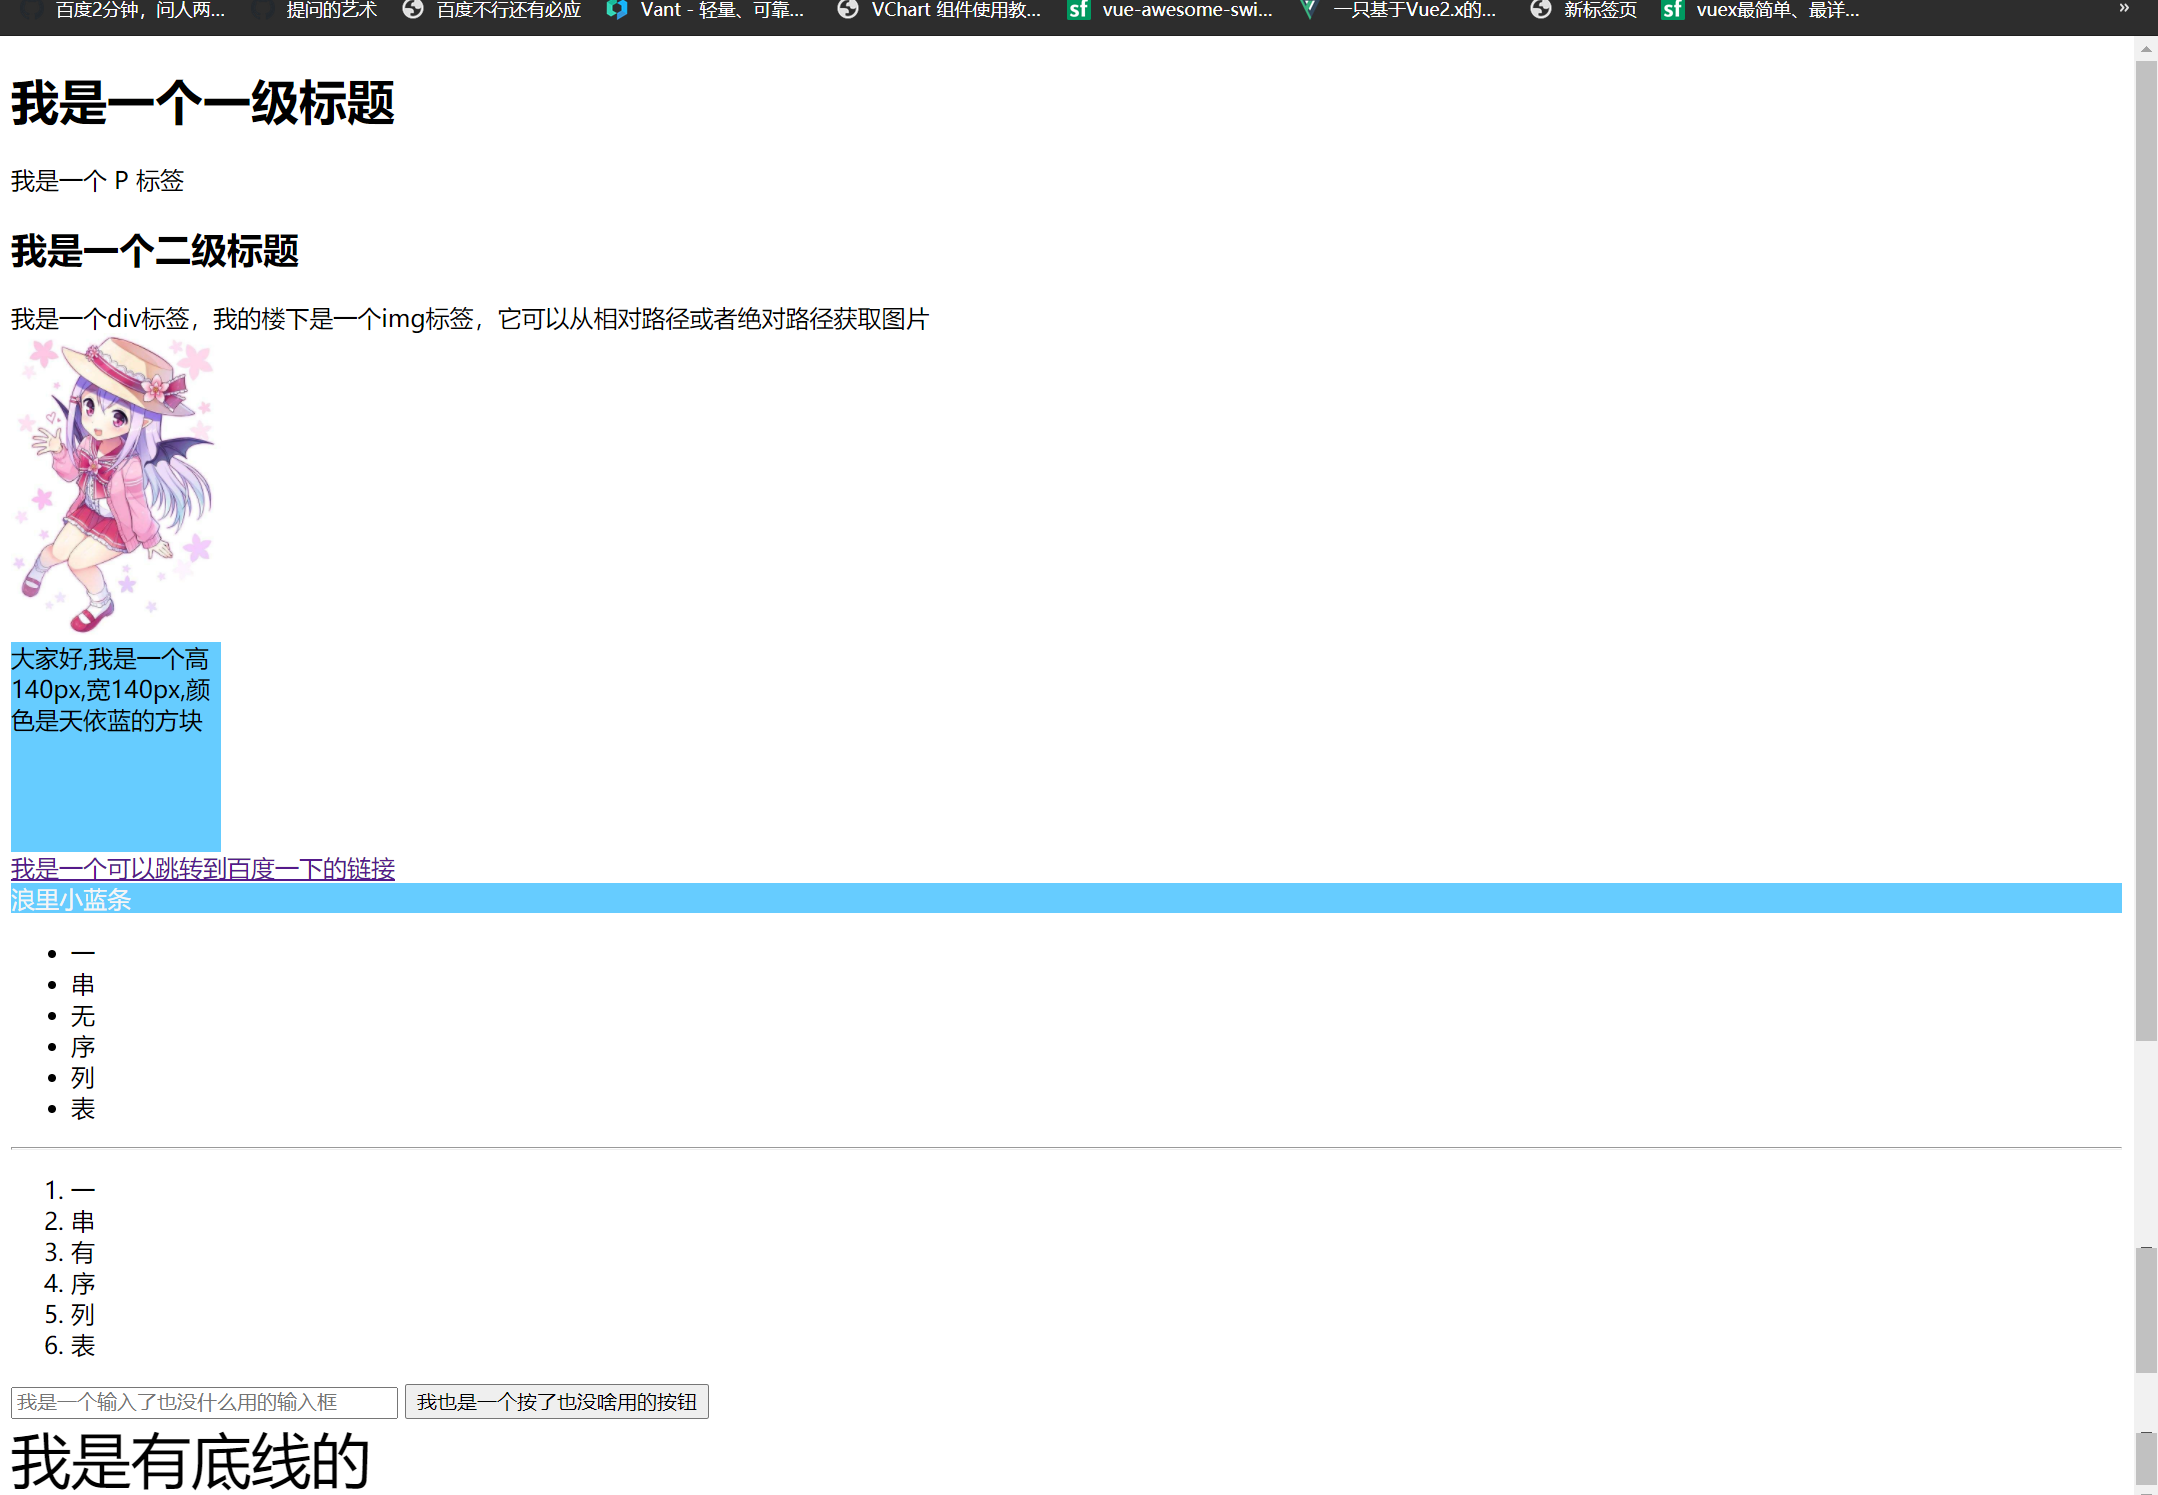 百度2分钟，问人两... 提问的艺术 百度不行还有必应 Vant - 轻量、可靠... VChart 组件使用教... sf vue-awesome-swi... 一只基于Vue2.x的... 新标签页 sf vuex最简单、最详... »
我是一个一级标题
我是一个 P 标签
我是一个二级标题
我是一个div标签，我的楼下是一个img标签，它可以从相对路径或者绝对路径获取图片
大家好,我是一个高
140px,宽140px,颜
色是天依蓝的方块
我是一个可以跳转到百度一下的链接
浪里小蓝条
• 一
• 串
• 无
• 序
• 列
• 表
1. 一
2. 串
3. 有
4. 序
5. 列
6. 表
我是一个输入了也没什么用的输入框 我也是一个按了也没啥用的按钮
我是有底线的